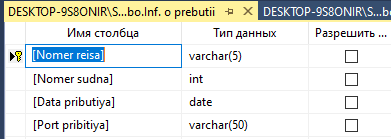 DESKTOP-9S8ONIR\S...bo.Inf. o prebutii DESKTOP-9S8ONIR\S...
Имя столбца Тип данных Разрешить ...
[Nomer reisa] varchar(5)
[Nomer sudna] int
[Data pributiya] date
[Port pribitiya] varchar(50)